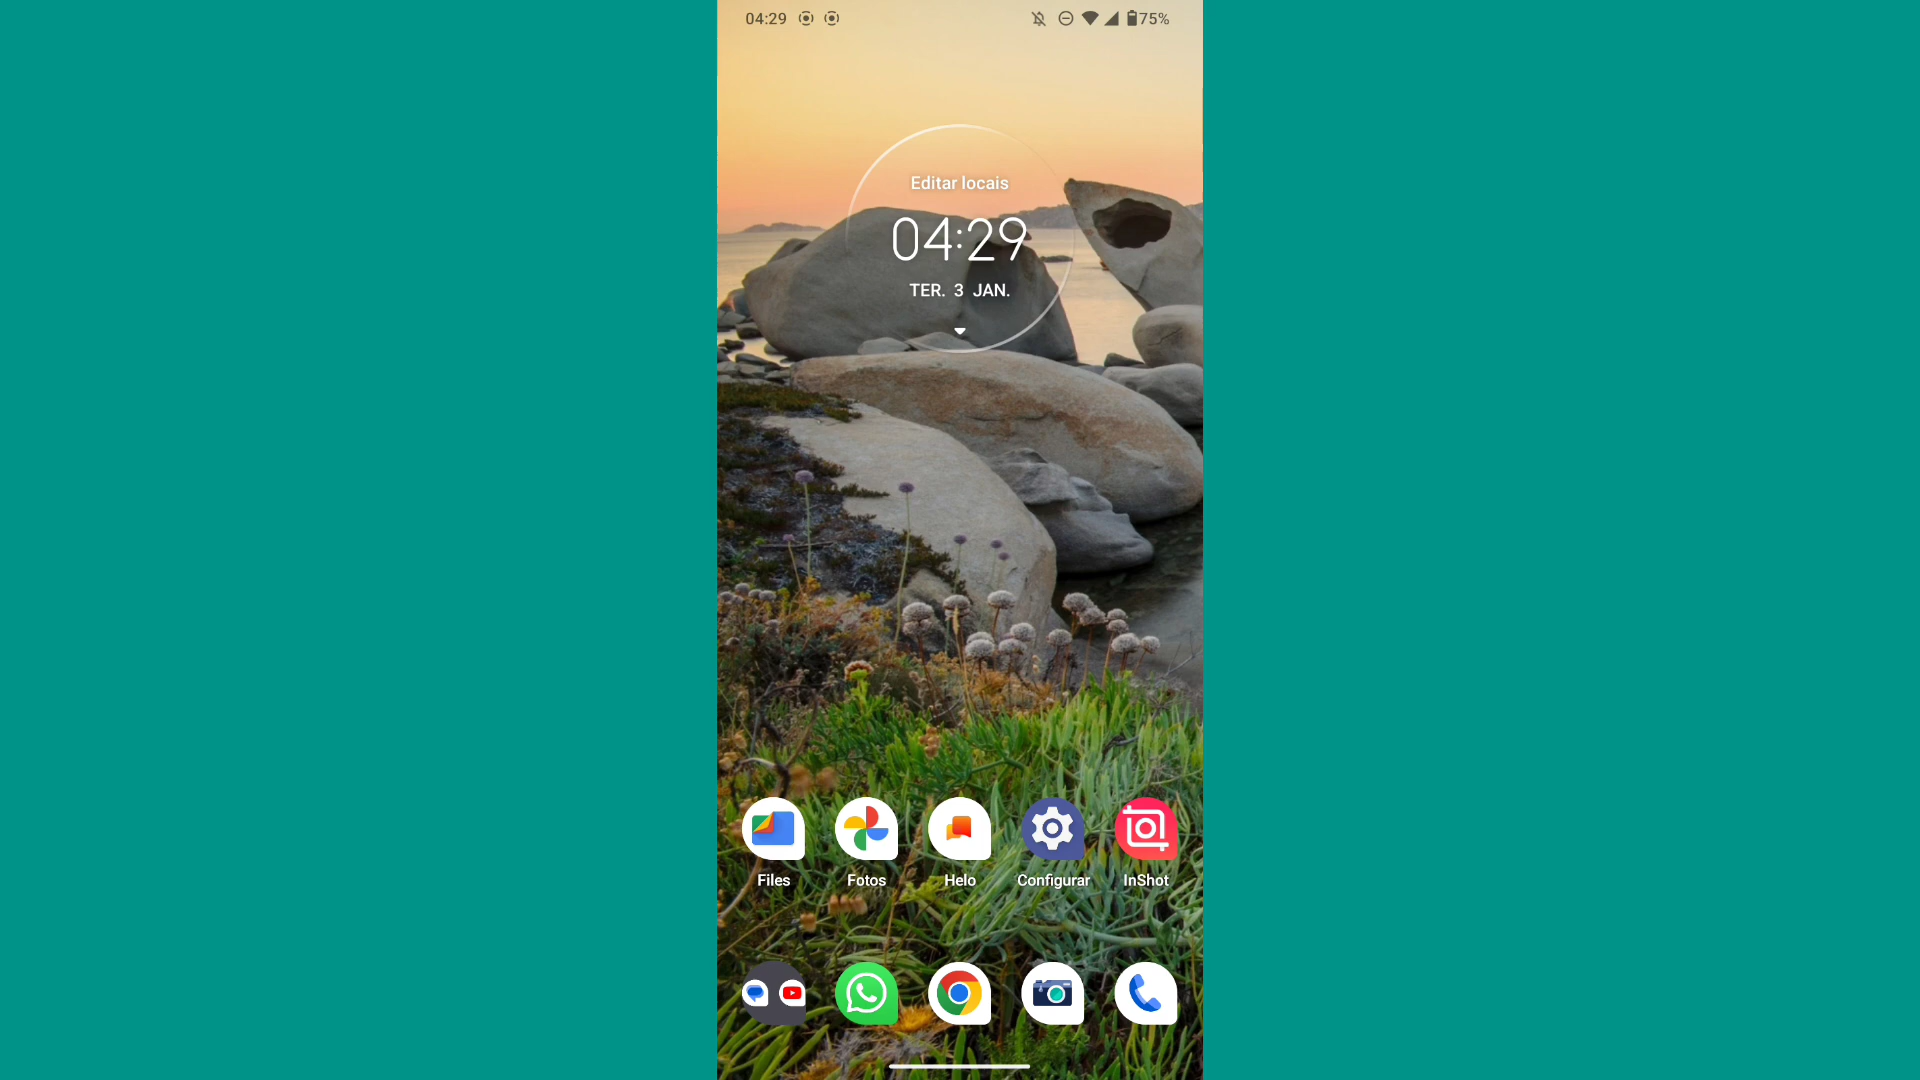 04:29
75%
Editar locais
04:29
TER. 3 JAN.
Files
Fotos
Helo
Configurar
InShot